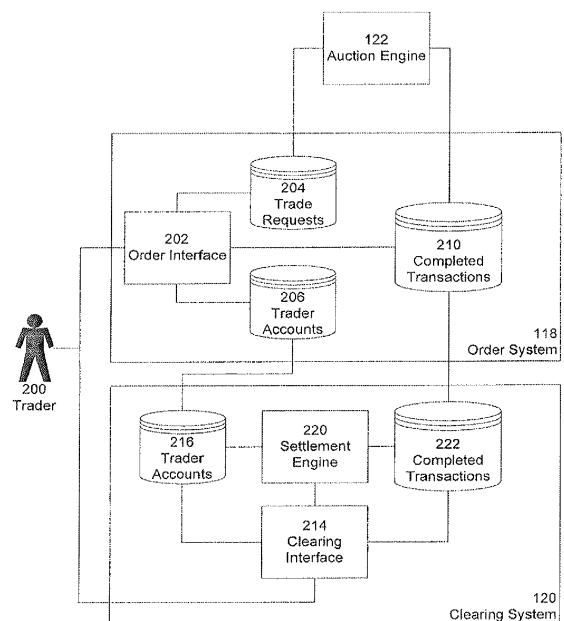 122
Auction Engine
204
Trade
Requests
202
Order Interface
210
Completed
Transactions
206
Trader
Accounts
118
Order System
200
Trader
216
Trader
Accounts
220
Settlement
Engine
222
Completed
Transactions
214
Clearing
Interface
120
Clearing System